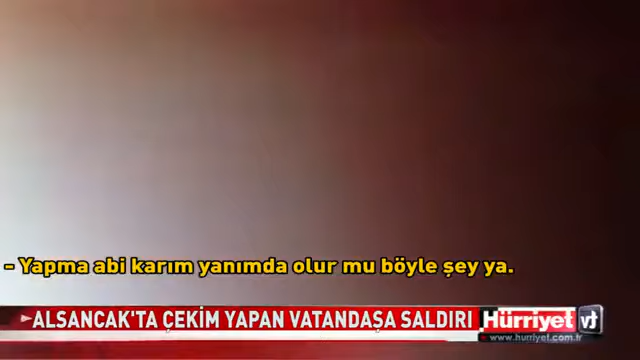 - Yapma abi karım yanımda olur mu böyle şey ya.
ALSANCAK'TA ÇEKİM YAPAN VATANDAŞA SALDIRI
Hürriyet
www.hurriyet.com.tr